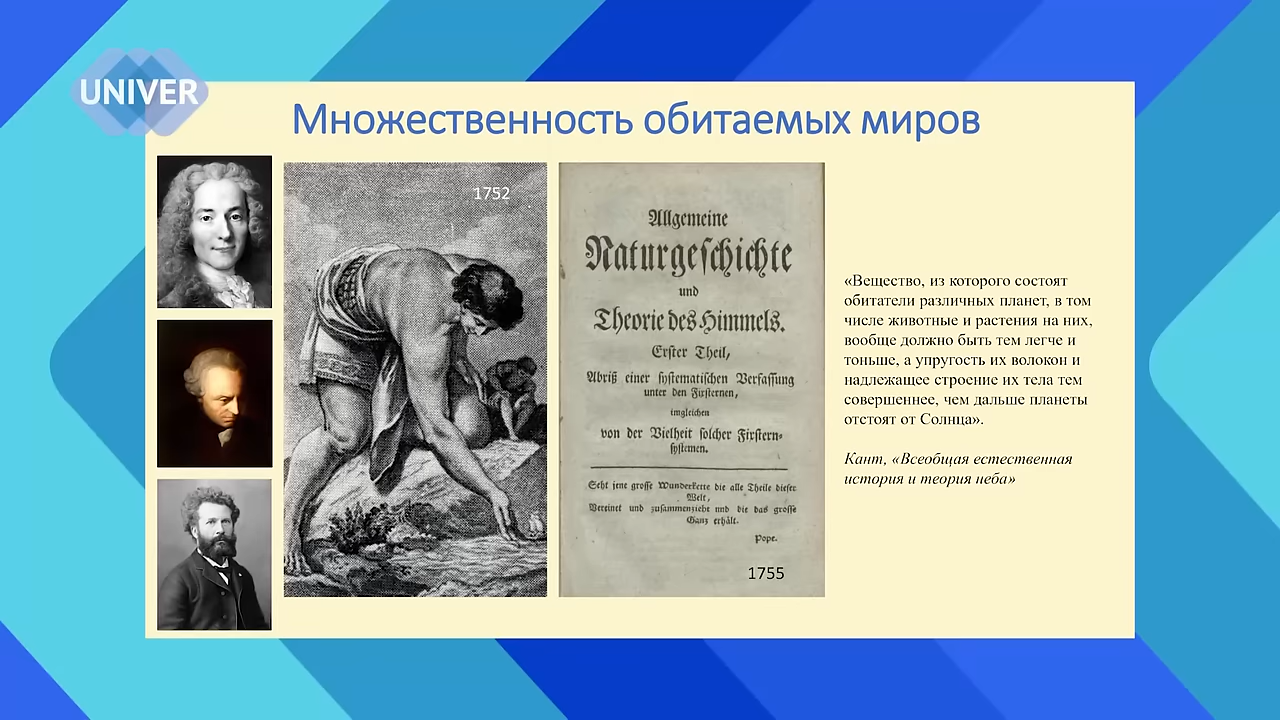 UNIVER
Множественность обитаемых миров
1752
Allgemeine
Naturgeschichte
und
Theorie des Himmels.
Erster Theil,
Abriß einer systematischen Verfassung
unter den Fixsternen,
imgleichen
von der Vielheit solcher Fixstern-
systemen.
Seht jene grosse Wunderkette die alle Theile dieser
Welt,
Vereinet und zusammenzieht und die das grosse
Ganz erhält.
Pope.
1755
«Вещество, из которого состоят
обитатели различных планет, в том
числе животные и растения на них,
вообще должно быть тем легче и
тоньше, а упругость их волокон и
надлежащее строение их тела тем
совершеннее, чем дальше планеты
отстоят от Солнца».
Кант, «Всеобщая естественная
история и теория неба»